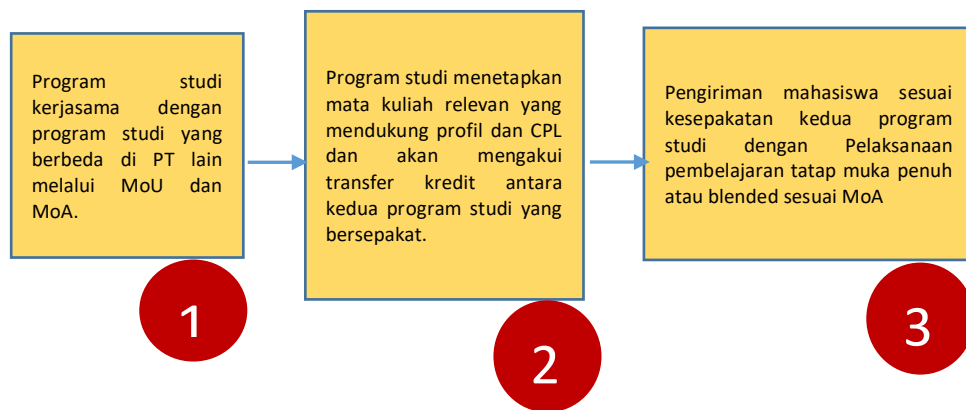 Program studi
kerjasama dengan
program studi yang
berbeda di PT lain
melalui MoU dan
MoA.
1
Program studi menetapkan
mata kuliah relevan yang
mendukung profil dan CPL
dan akan mengakui
transfer kredit antara
kedua program studi yang
bersepakat.
2
Pengiriman mahasiswa sesuai
kesepakatan kedua program
studi dengan Pelaksanaan
pembelajaran tatap muka penuh
atau blended sesuai MoA
3